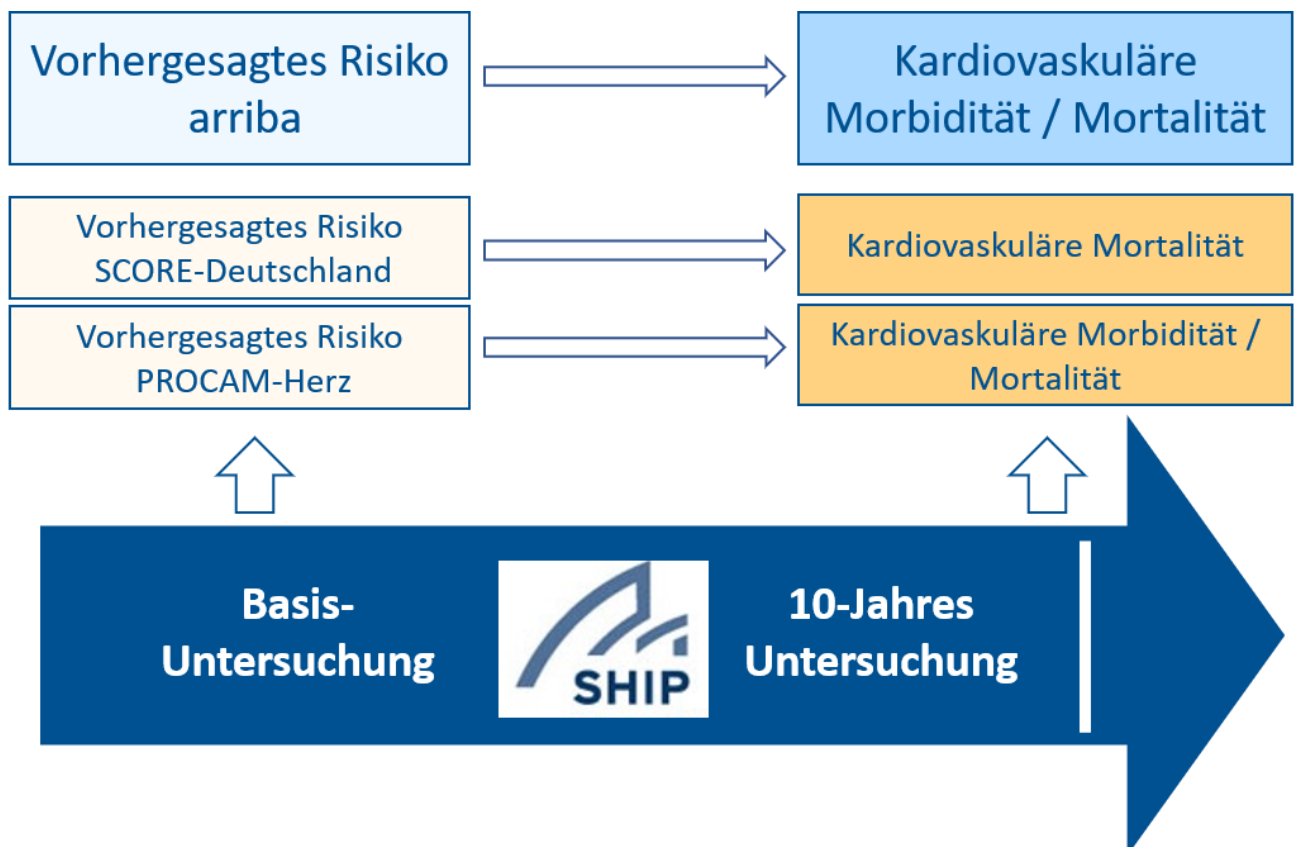 Vorhergesagtes Risiko
arriba
Kardiovaskuläre
Morbidität / Mortalität
Vorhergesagtes Risiko
SCORE-Deutschland
Kardiovaskuläre Mortalität
Vorhergesagtes Risiko
PROCAM-Herz
Kardiovaskuläre Morbidität /
Mortalität
Basis-
Untersuchung
SHIP
10-Jahres
Untersuchung